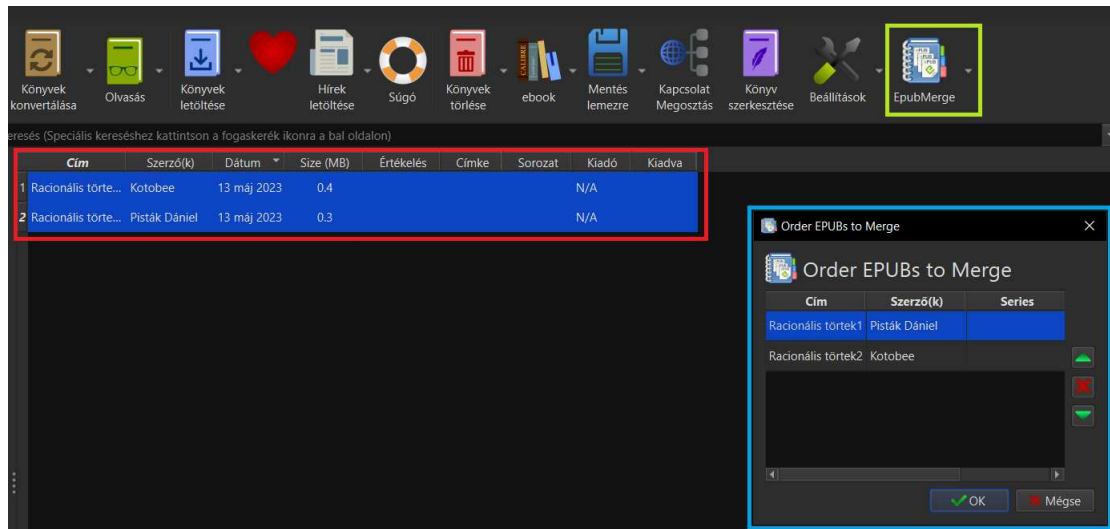 Könyvek konvertálása
Olvasás
Könyvek letöltése
Hírek letöltése
Súgó
Könyvek törlése
CALIBRE
ebook
Mentés lemezre
Kapcsolat Megosztás
Könyv szerkesztése
Beállítások
EpubMerge
eresés (Speciális kereséshez kattintson a fogaskerék ikonra a bal oldalon)
Cím Szerző(k) Dátum Size (MB) Értékelés Címke Sorozat Kiadó Kiadva
1 Racionális törte... Kotobee 13 máj 2023 0.4 N/A
2 Racionális törte... Pisták Dániel 13 máj 2023 0.3 N/A
Order EPUBs to Merge
Order EPUBs to Merge
Cím Szerző(k) Series
Racionális törtek1 Pisták Dániel
Racionális törtek2 Kotobee
OK Mégse